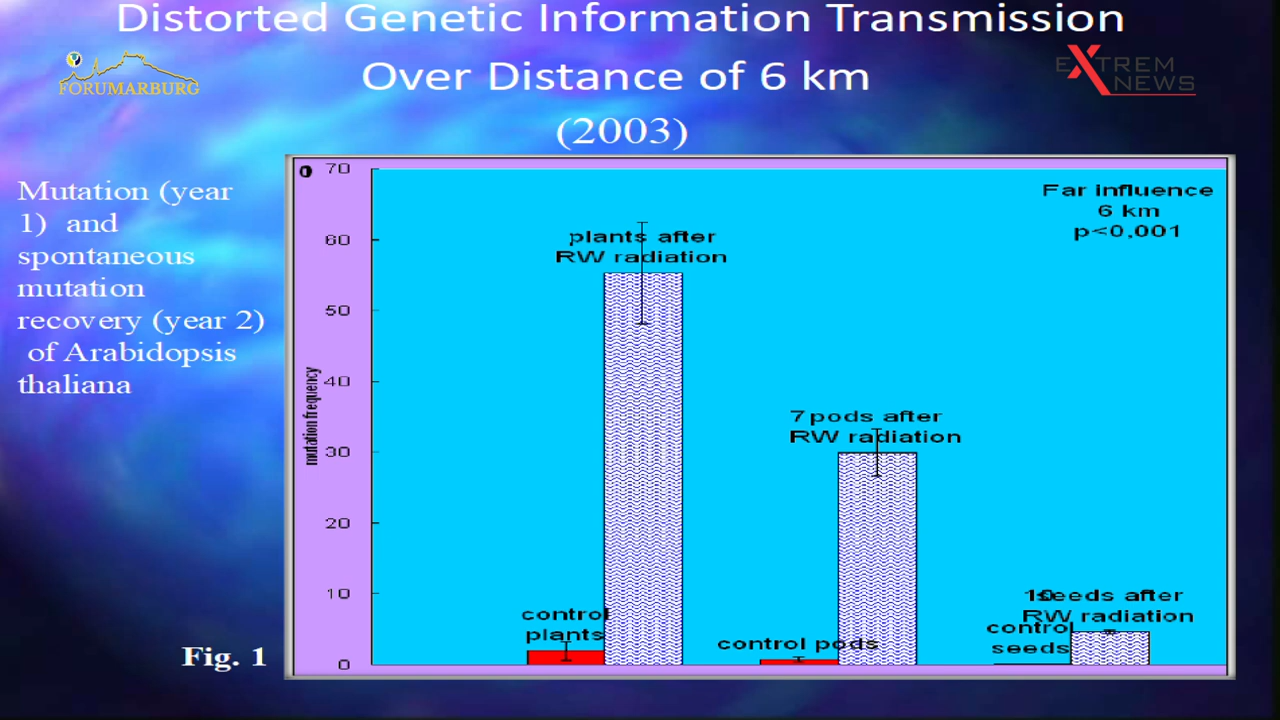 Distorted Genetic Information Transmission
Over Distance of 6 km
(2003)
FORUMARBURG
EXTREM
NEWS
Mutation (year
1) and
spontaneous
mutation
recovery (year 2)
of Arabidopsis
thaliana
Fig. 1
mutation frequency
70
60
50
40
30
20
10
0
Far influence
6 km
p<0,001
plants after
RW radiation
7 pods after
RW radiation
seeds after
RW radiation
control
plants
control pods
control
seeds